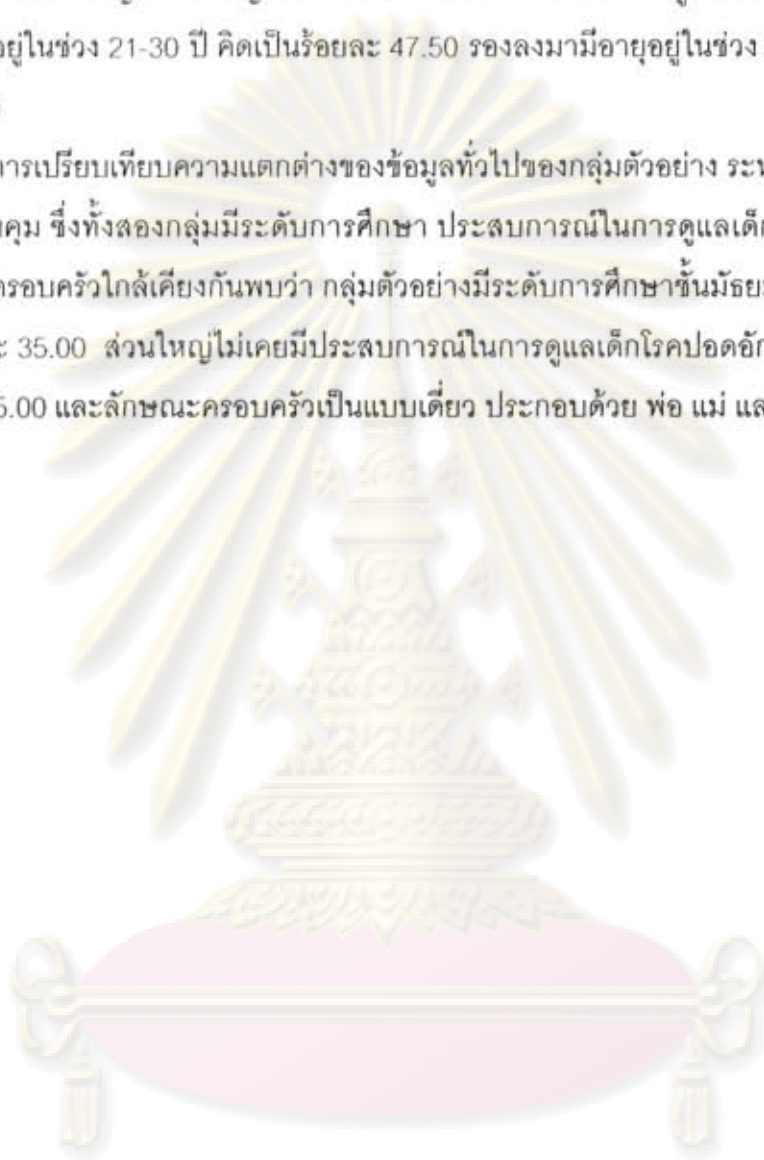 อยู่ในช่วง 21-30 ปี คิดเป็นร้อยละ 47.50 รองลงมามีอายุอยู่ในช่วง
การเปรียบเทียบความแตกต่างของข้อมูลทั่วไปของกลุ่มตัวอย่าง
คุม ซึ่งทั้งสองกลุ่มมีระดับการศึกษา ประสบการณ์ในการดูแลเด็ก
ครอบครัวใกล้เคียงกันพบว่า กลุ่มตัวอย่างมีระดับการศึกษาชั้นมัธย
35.00 ส่วนใหญ่ไม่เคยมีประสบการณ์ในการดูแลเด็กโรคปอดอัก
5.00 และลักษณะครอบครัวเป็นแบบเดี่ยว ประกอบด้วย พ่อ แม่